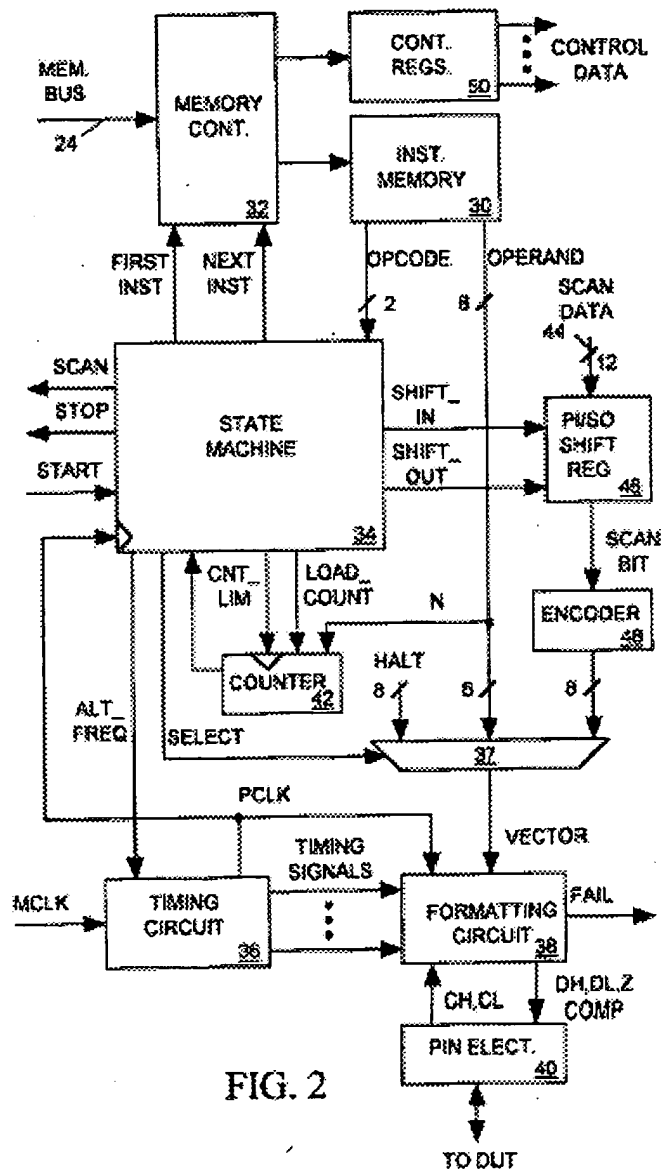 MEM.
BUS
24
MEMORY
CONT.
32
CONT.
REGS.
50
CONTROL
DATA
INST.
MEMORY
30
FIRST
INST
NEXT
INST
OPCODE
2
OPERAND
8
SCAN
DATA
44
12
SCAN
STOP
START
STATE
MACHINE
34
SHIFT_
IN
SHIFT_
OUT
PI/SO
SHIFT
REG
46
SCAN
BIT
ENCODER
48
8
CNT_
LIM
LOAD_
COUNT
N
COUNTER
42
HALT
8
8
ALT_
FREQ
SELECT
37
PCLK
VECTOR
MCLK
TIMING
CIRCUIT
36
TIMING
SIGNALS
FORMATTING
CIRCUIT
38
FAIL
CH,CL
DH,DL,Z
COMP
PIN ELECT.
40
FIG. 2
TO DUT